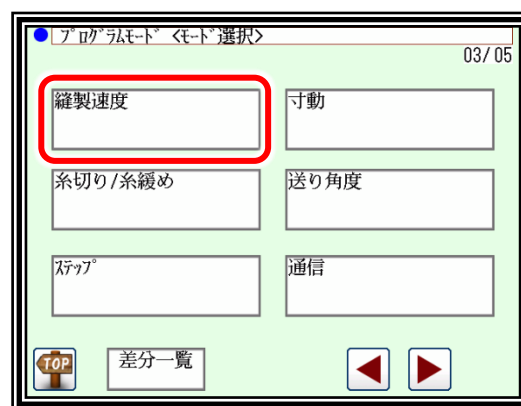 ﾌﾟﾛｸﾞﾗﾑﾓｰﾄﾞ <ﾓｰﾄﾞ選択>
03/05
縫製速度
寸動
糸切り/糸緩め
送り角度
ｽﾃｯﾌﾟ
通信
TOP
差分一覧